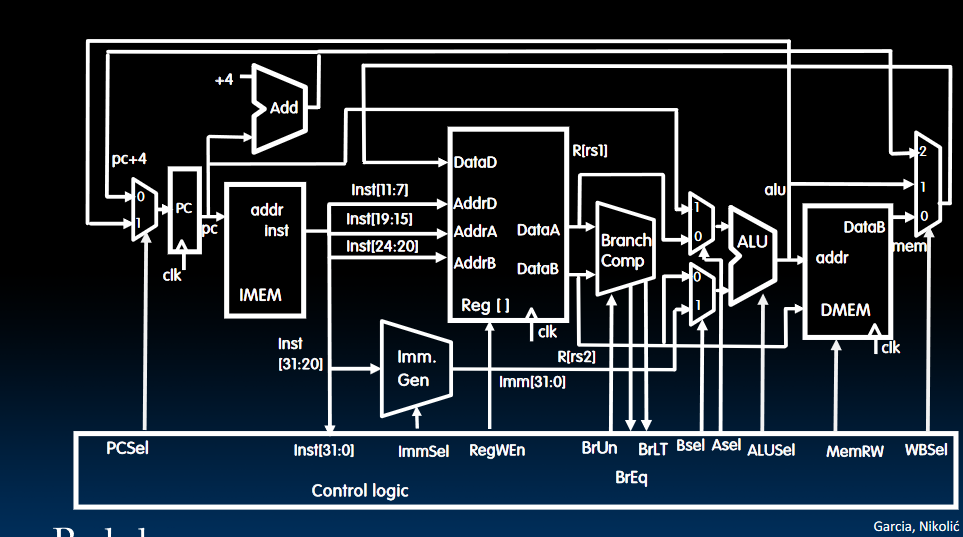 +4
Add
pc+4
0
1
PC
pc
clk
addr
Inst
IMEM
Inst[11:7]
Inst[19:15]
Inst[24:20]
Inst
[31:20]
DataD
AddrD
AddrA
AddrB
DataA
DataB
Reg [ ]
clk
Imm.
Gen
R[rs1]
R[rs2]
Imm[31:0]
Branch
Comp
1
0
0
1
ALU
alu
addr
DataB
DMEM
clk
mem
2
1
0
PCSel
Inst[31:0]
ImmSel
RegWEn
BrUn
BrEq
BrLT
Bsel
Asel
ALUSel
MemRW
WBSel
Control logic
Garcia, Nikolić